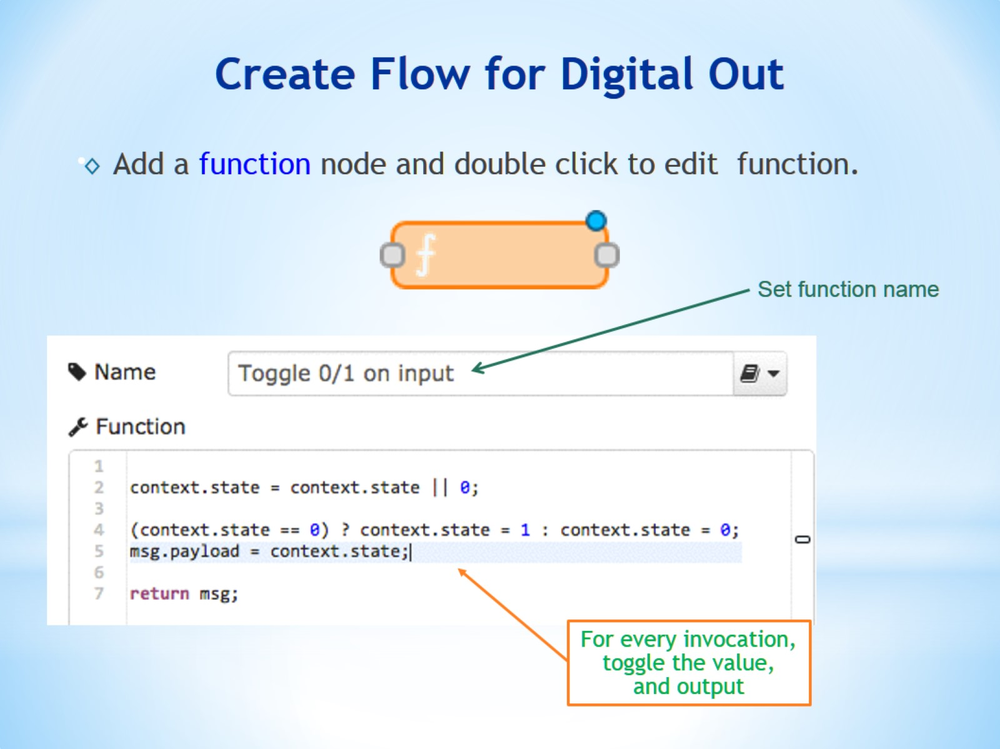 Create Flow for Digital Out
Add a function node and double click to edit  function.
Set function name
Name
Toggle 0/1 on input
Function
1
2 context.state = context.state || 0;
3
4 (context.state == 0) ? context.state = 1 : context.state = 0;
5 msg.payload = context.state;
6
7 return msg;
For every invocation,
toggle the value,
and output